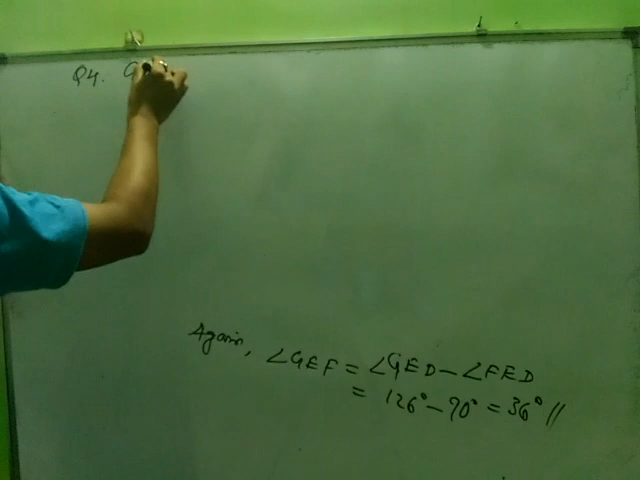 Q4. G
Again, ∠GEF = ∠GED - ∠FED
= 126° - 90° = 36° //